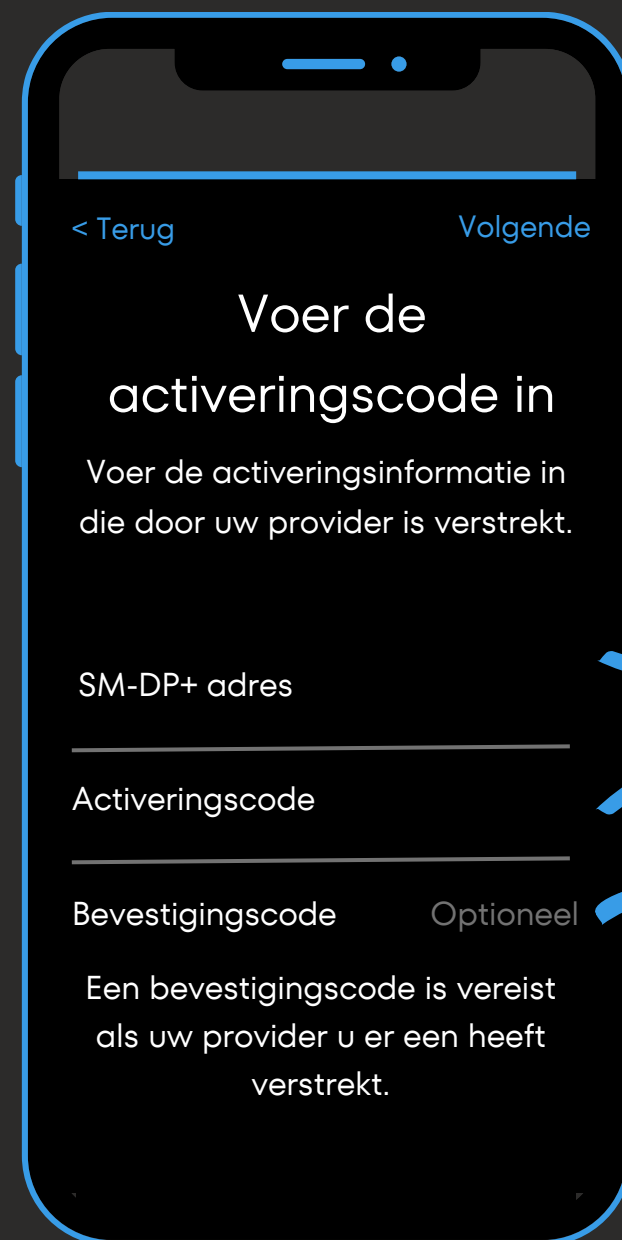 < Terug Volgende
Voer de
activeringscode in
Voer de activeringsinformatie in
die door uw provider is verstrekt.
SM-DP+ adres
Activeringscode
Bevestigingscode Optioneel
Een bevestigingscode is vereist
als uw provider u er een heeft
verstrekt.